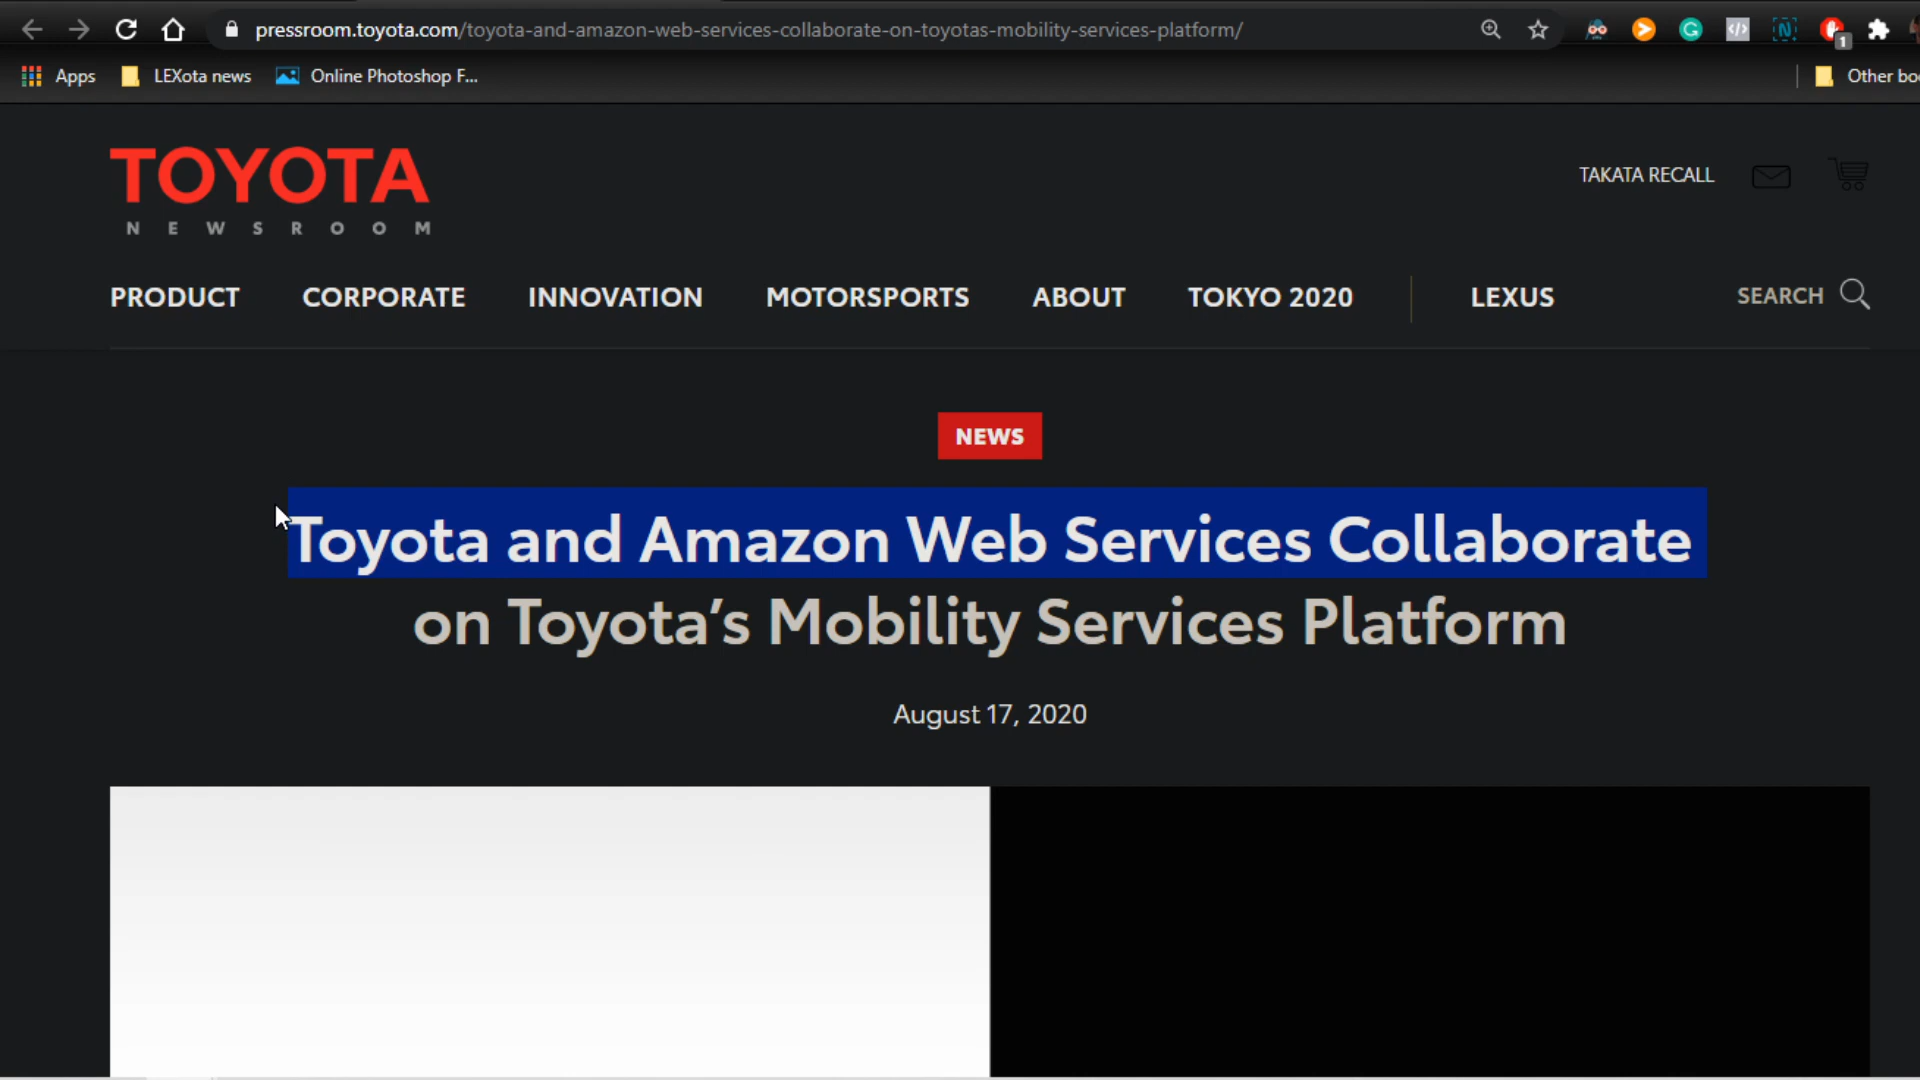 pressroom.toyota.com/toyota-and-amazon-web-services-collaborate-on-toyotas-mobility-services-platform/
1
Apps LEXota news Online Photoshop F... Other bo
TOYOTA
NEWSROOM
TAKATA RECALL
PRODUCT CORPORATE INNOVATION MOTORSPORTS ABOUT TOKYO 2020 LEXUS SEARCH
NEWS
Toyota and Amazon Web Services Collaborate
on Toyota’s Mobility Services Platform
August 17, 2020